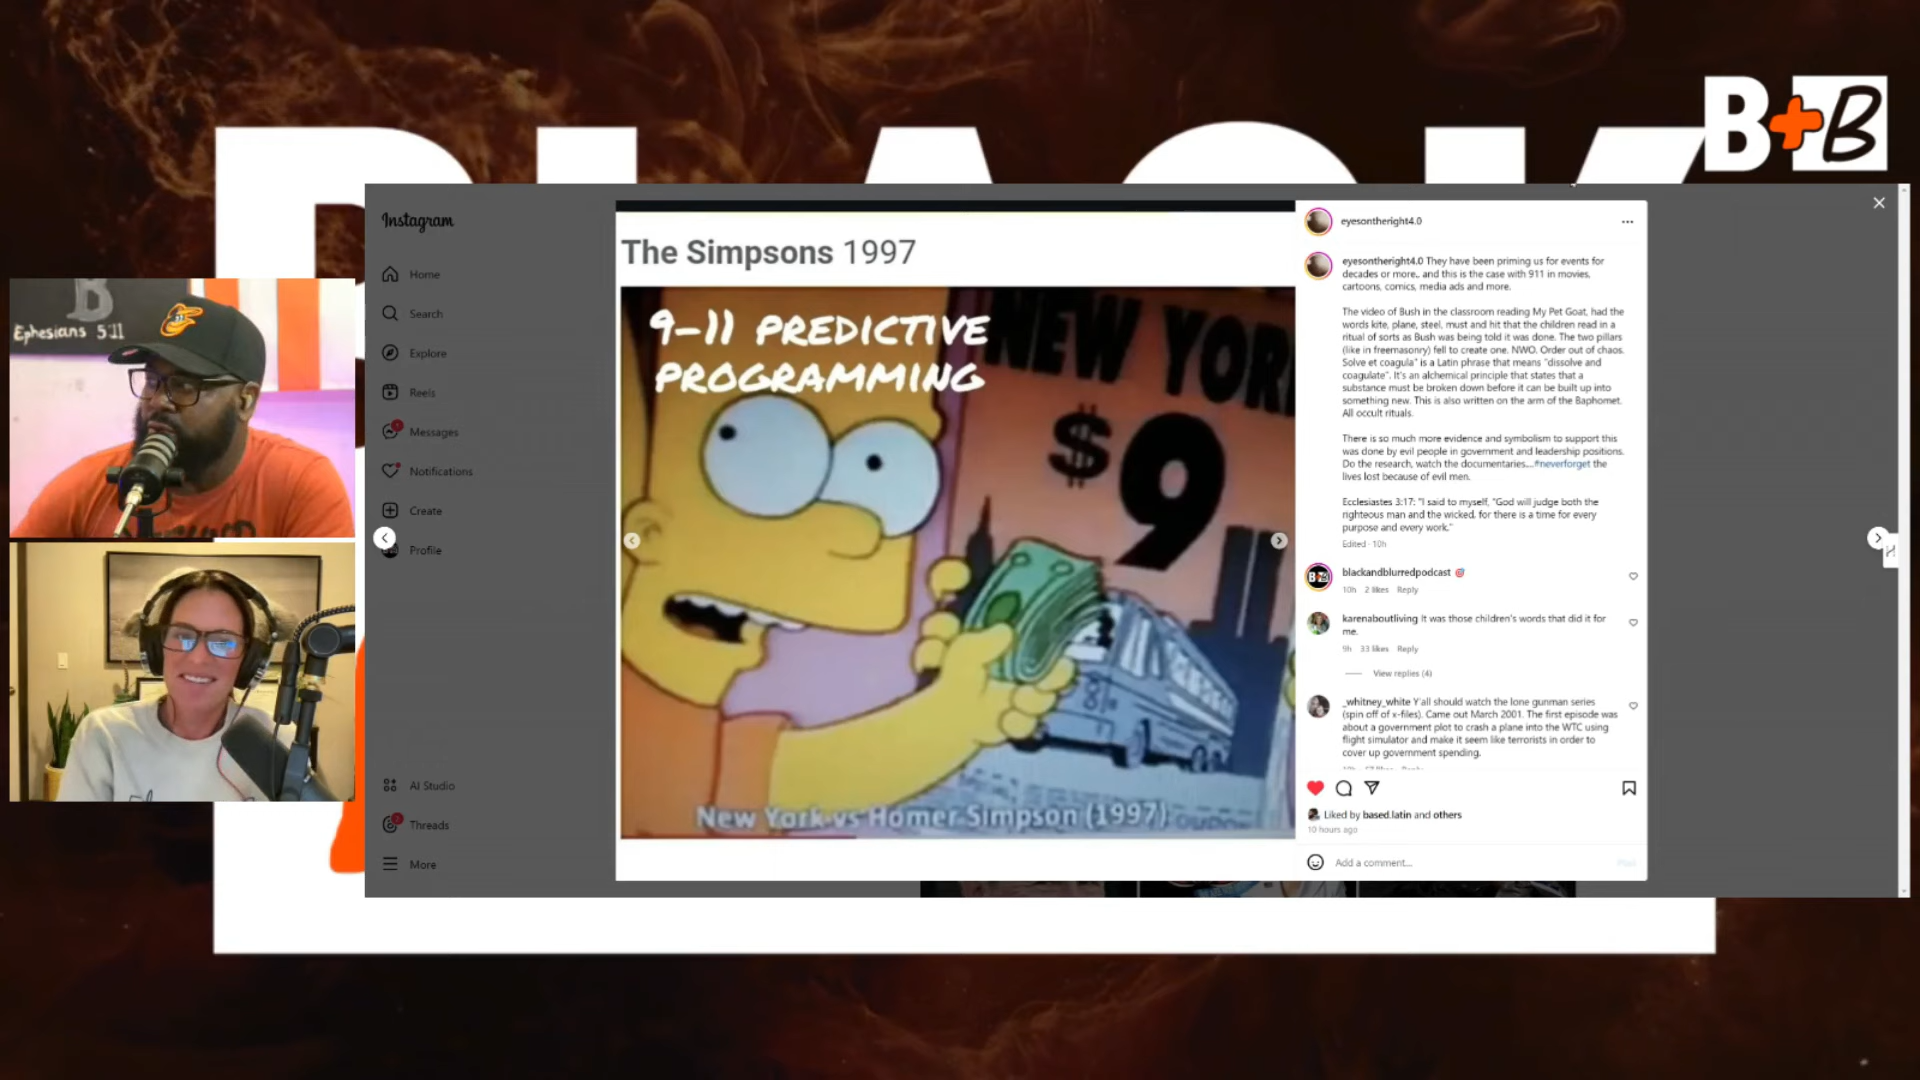 BLACK
B+B
Ephesians 5:11
Instagram
Home
Search
Explore
Reels
Messages
Notifications
Create
Profile
AI Studio
Threads
More
The Simpsons 1997
9-11 PREDICTIVE
PROGRAMMING
NEW YORK
$9
New York vs Homer Simpson (1997)
eyesontheright4.0
eyesontheright4.0 They have been priming us for events for
decades or more.. and this is the case with 911 in movies,
cartoons, comics, media ads and more.
The video of Bush in the classroom reading My Pet Goat, had the
words kite, plane, steel, must and hit that the children read in a
ritual of sorts as Bush was being told it was done. The two pillars
(like in freemasonry) fell to create one. NWO. Order out of chaos.
Solve et coagula" is a Latin phrase that means "dissolve and
coagulate". It's an alchemical principle that states that a
substance must be broken down before it can be built up into
something new. This is also written on the arm of the Baphomet.
All occult rituals.
There is so much more evidence and symbolism to support this
was done by evil people in government and leadership positions.
Do the research, watch the documentaries....#neverforget the
lives lost because of evil men.
Ecclesiastes 3:17: "I said to myself, "God will judge both the
righteous man and the wicked, for there is a time for every
purpose and every work."
Edited · 10h
blackandblurredpodcast 🎯
10h 2 likes Reply
karenaboutliving It was those children's words that did it for
me.
9h 33 likes Reply
View replies (4)
_whitney_white Y'all should watch the lone gunman series
(spin off of x-files). Came out March 2001. The first episode was
about a government plot to crash a plane into the WTC using
flight simulator and make it seem like terrorists in order to
cover up government spending.
Liked by based.latin and others
10 hours ago
Add a comment...
Post